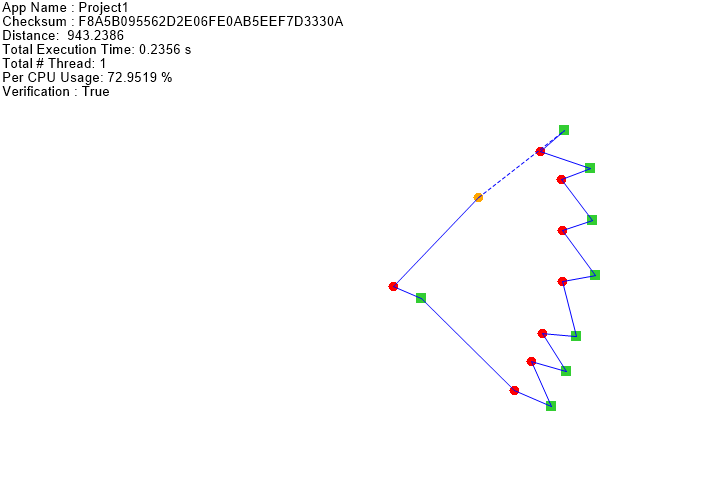 App Name : Project1
Checksum : F8A5B095562D2E06FE0AB5EEF7D3330A
Distance:  943.2386
Total Execution Time: 0.2356 s
Total # Thread: 1
Per CPU Usage: 72.9519 %
Verification : True